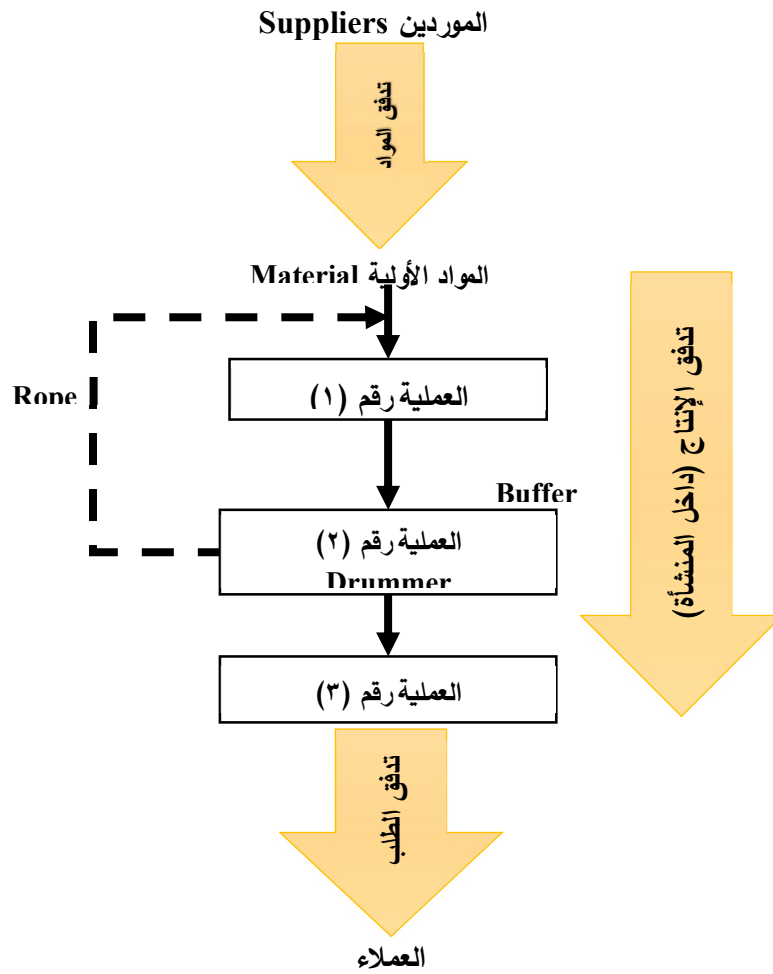 الموردين Suppliers
تدفق المواد
المواد الأولية Material
تدفق الإنتاج (داخل المنشأة)
Rope
العملية رقم (١)
Buffer
العملية رقم (٢)
Drummer
العملية رقم (٣)
تدفق الطلب
العملاء